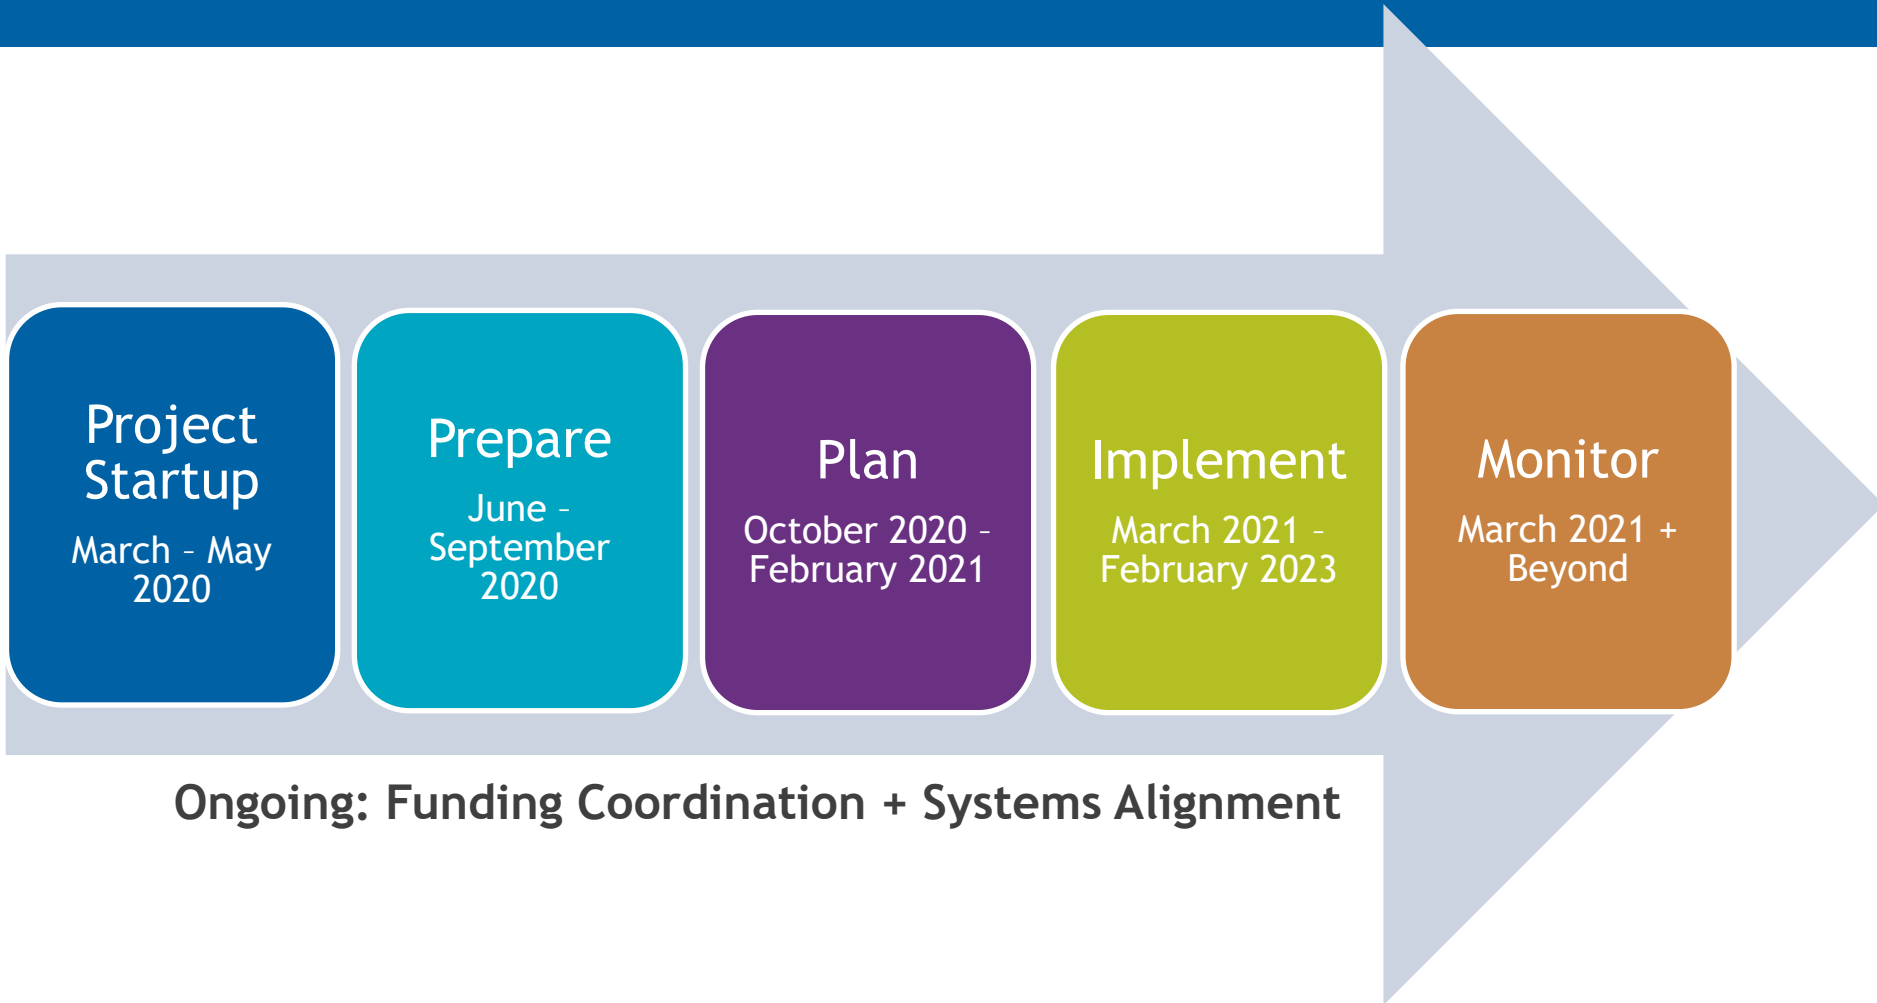 Project
Startup
March – May
2020
Prepare
June –
September
2020
Plan
October 2020 –
February 2021
Implement
March 2021 –
February 2023
Monitor
March 2021 +
Beyond
Ongoing: Funding Coordination + Systems Alignment